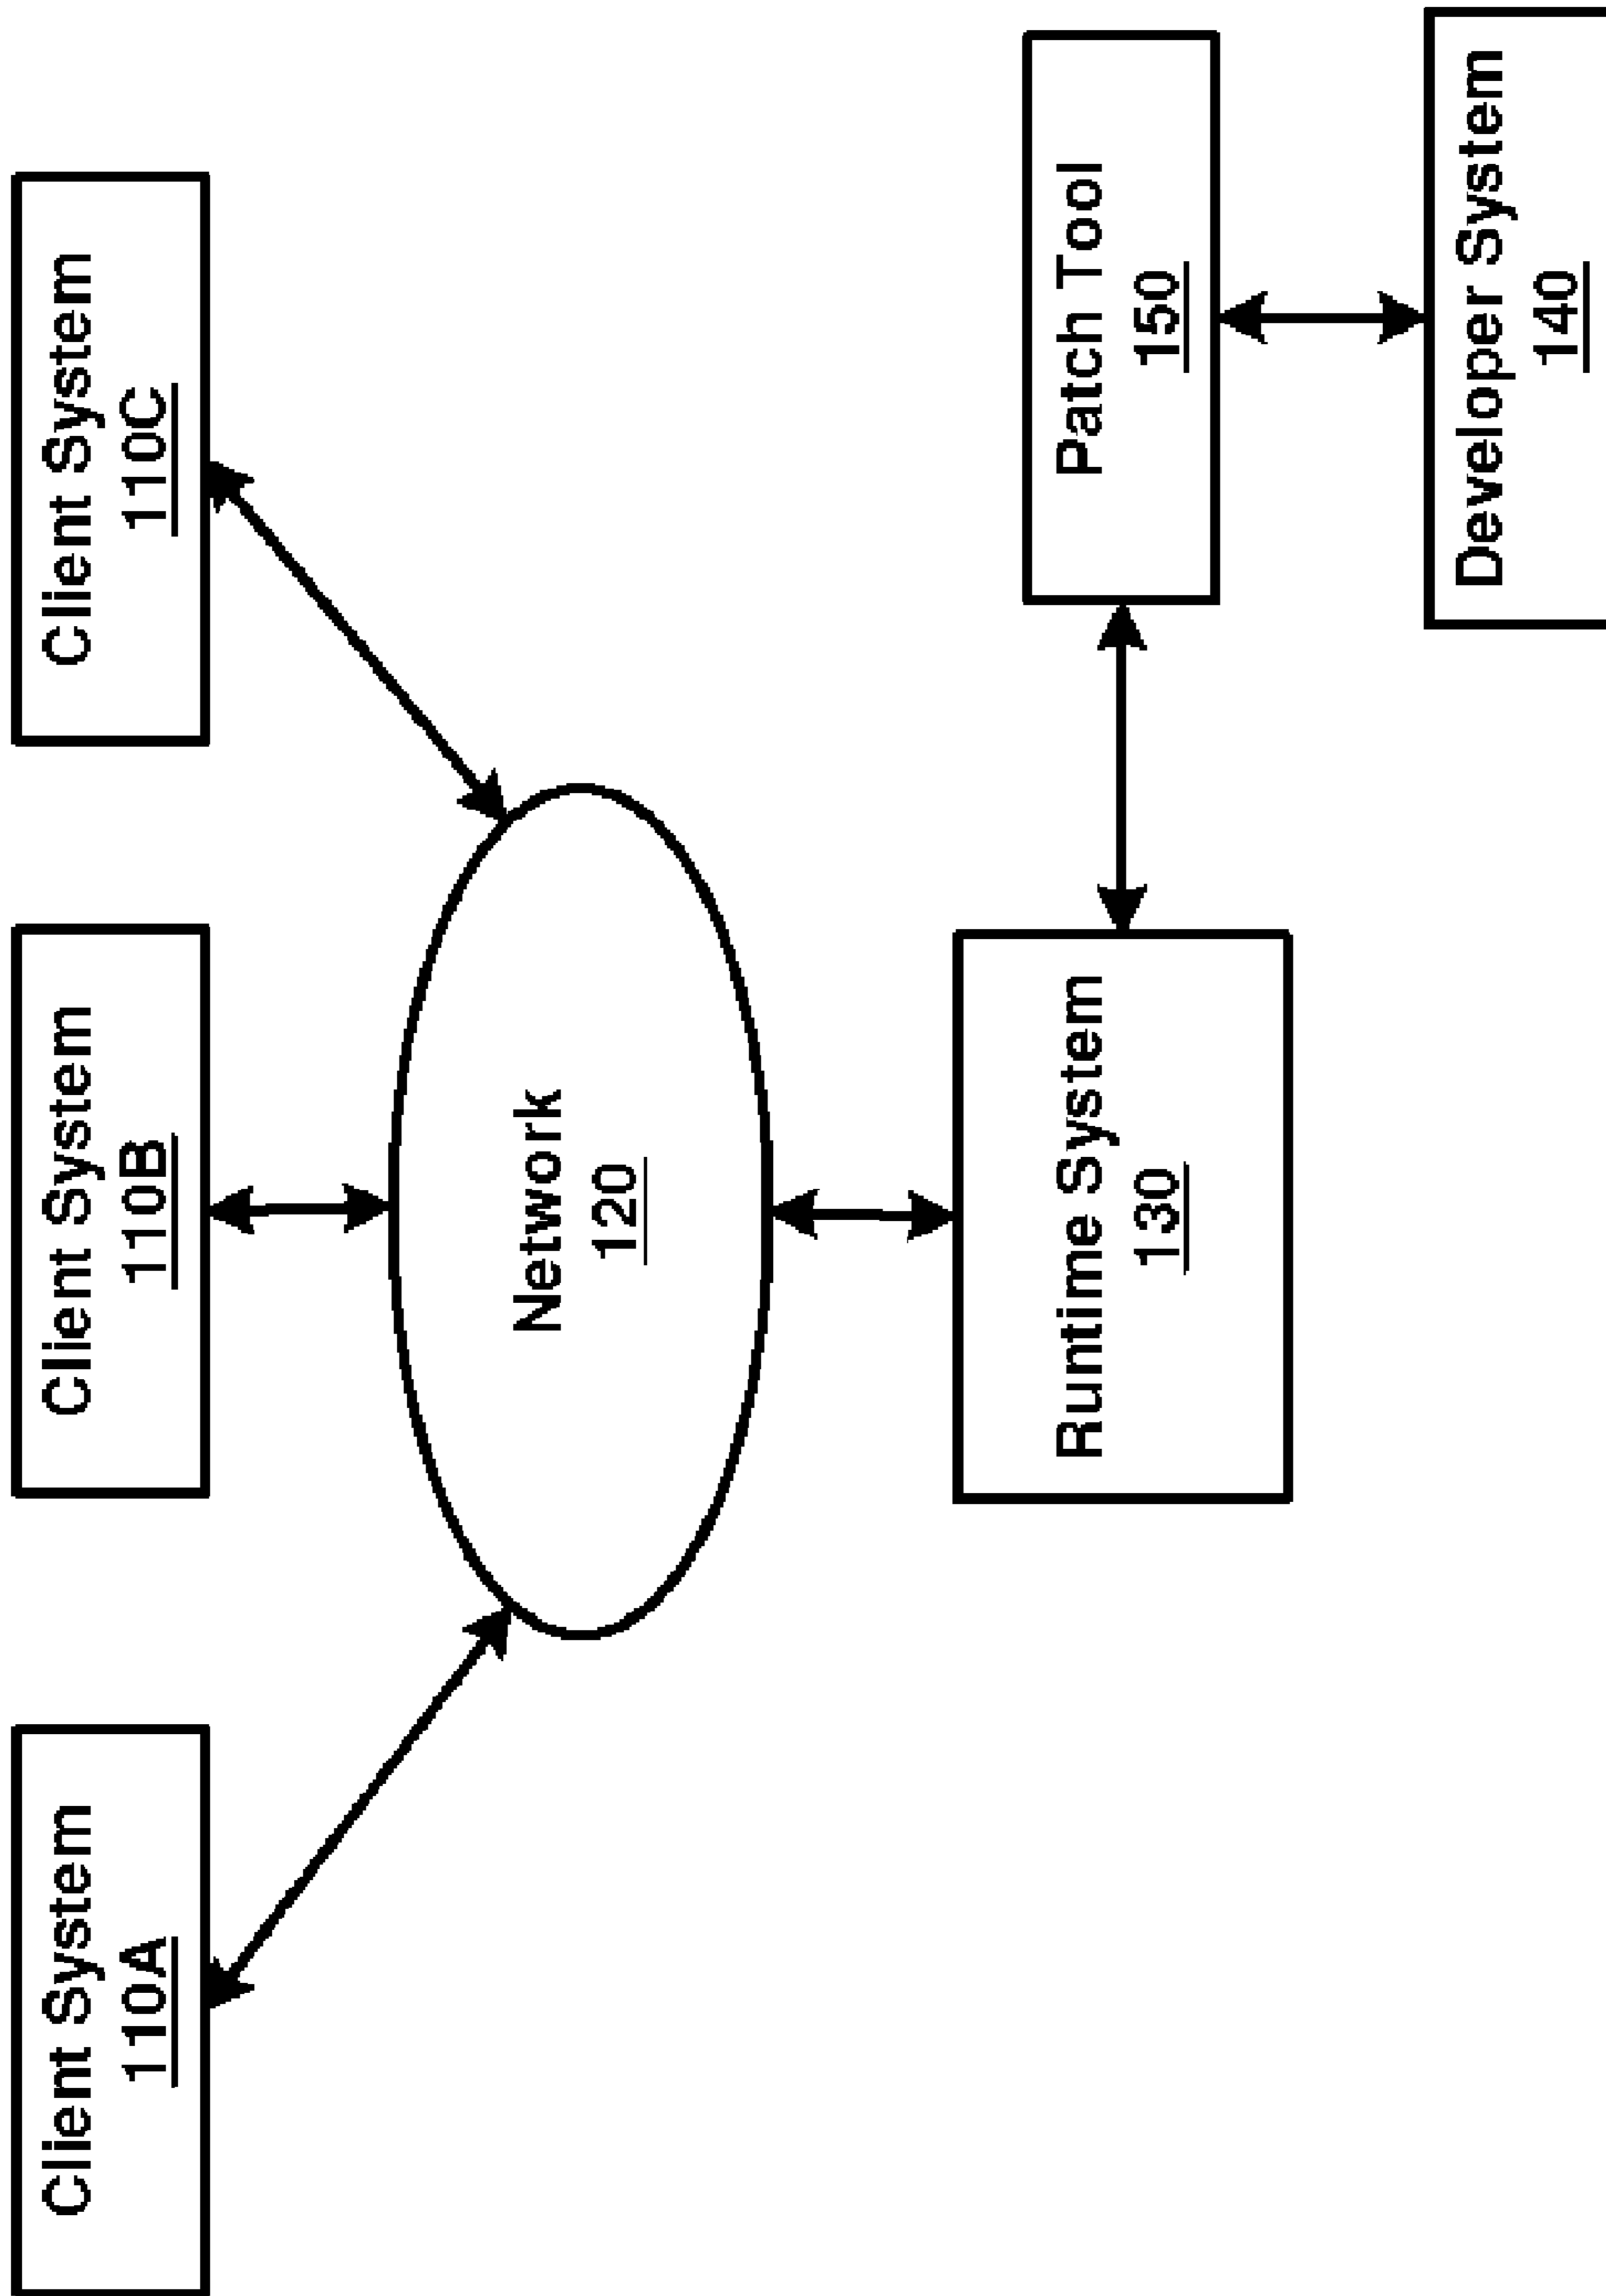 Client System
110A
Client System
110B
Client System
110C
Network
120
Runtime System
130
Patch Tool
150
Developer System
140